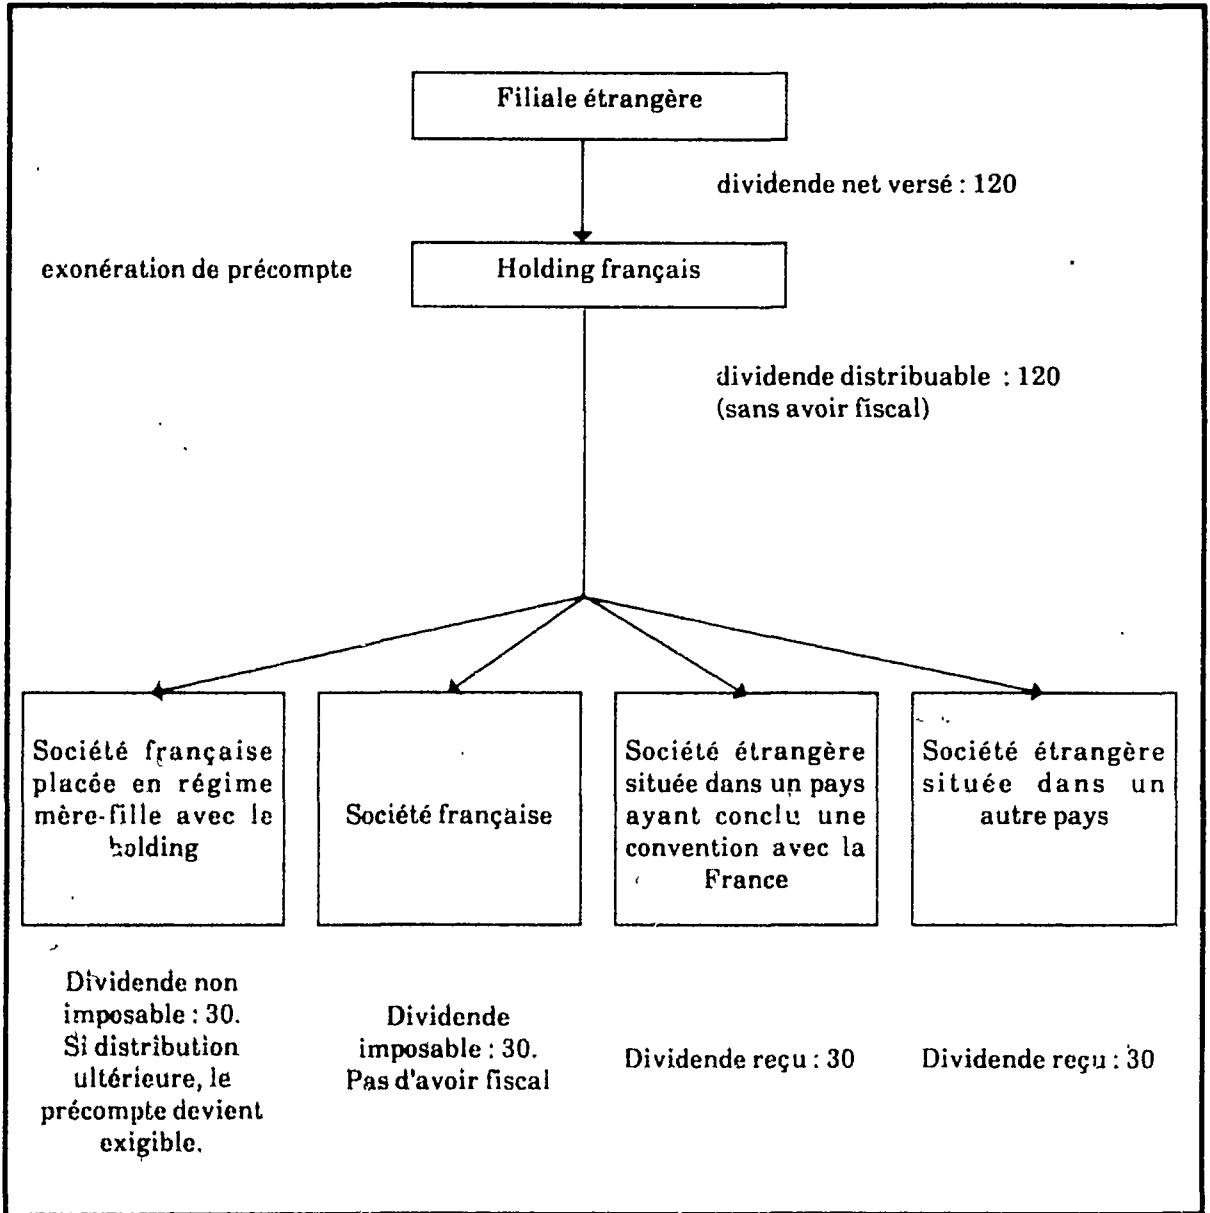 Filiale étrangère
dividende net versé : 120
exonération de précompte
Holding français
dividende distribuable : 120
(sans avoir fiscal)
Société française
placée en régime
mère-fille avec le
holding
Société française
Société étrangère
située dans un pays
ayant conclu une
convention avec la
France
Société étrangère
située dans un
autre pays
Dividende non
imposable : 30.
Si distribution
ultérieure, le
précompte devient
exigible.
Dividende
imposable : 30.
Pas d'avoir fiscal
Dividende reçu : 30
Dividende reçu : 30